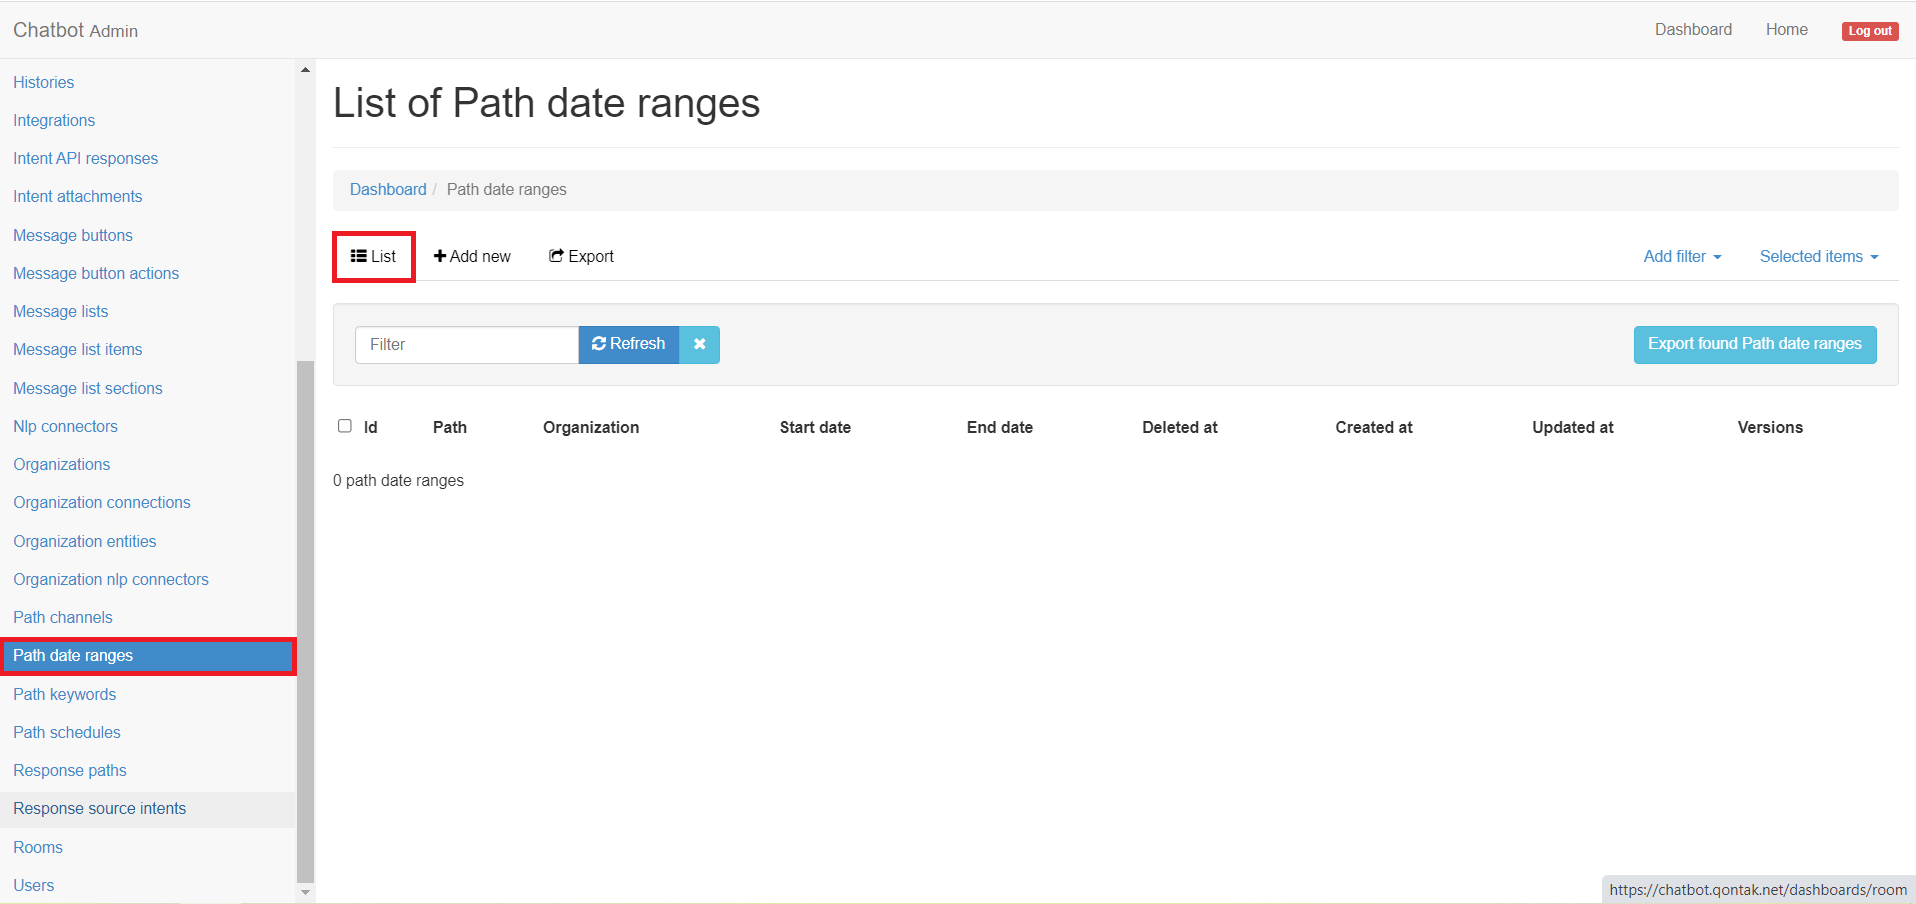 Chatbot Admin
Dashboard
Home
Log out
Histories
Integrations
Intent API responses
Intent attachments
Message buttons
Message button actions
Message lists
Message list items
Message list sections
Nlp connectors
Organizations
Organization connections
Organization entities
Organization nlp connectors
Path channels
Path date ranges
Path keywords
Path schedules
Response paths
Response source intents
Rooms
Users
List of Path date ranges
Dashboard / Path date ranges
List
Add new
Export
Add filter
Selected items
Filter
Refresh
Export found Path date ranges
Id Path Organization Start date End date Deleted at Created at Updated at Versions
0 path date ranges
https://chatbot.qontak.net/dashboards/room